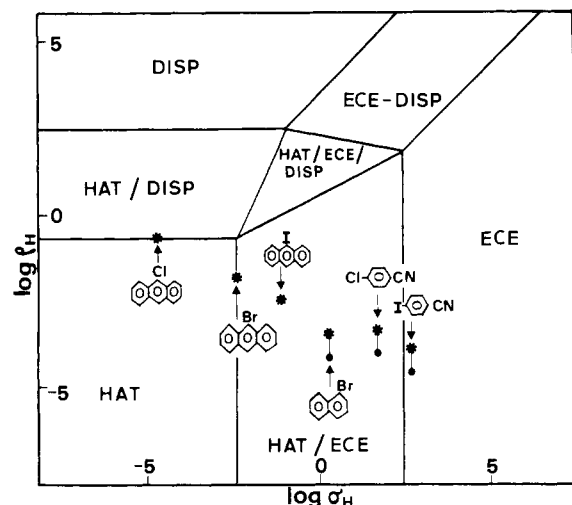 5
DISP
ECE-DISP
HAT/ECE/
DISP
HAT / DISP
0
log ρH
I
ECE
Cl
Cl CN
I CN
Br
Br
-5
HAT
HAT / ECE
-5 0 5
log σH